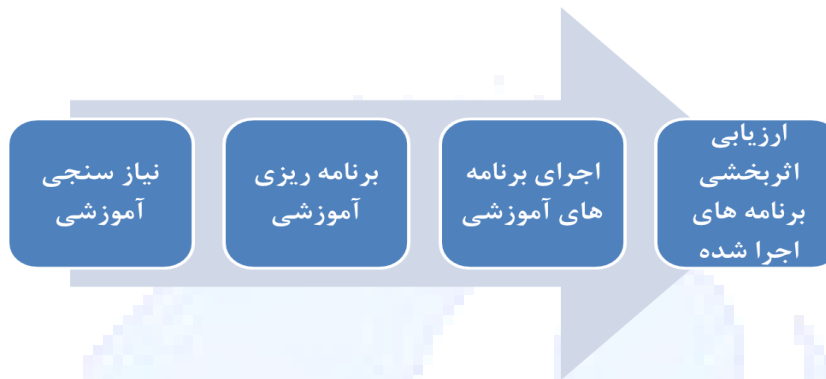 نیاز سنجی
آموزشی
برنامه ریزی
آموزشی
اجرای برنامه
های آموزشی
ارزیابی
اثربخشی
برنامه های
اجرا شده